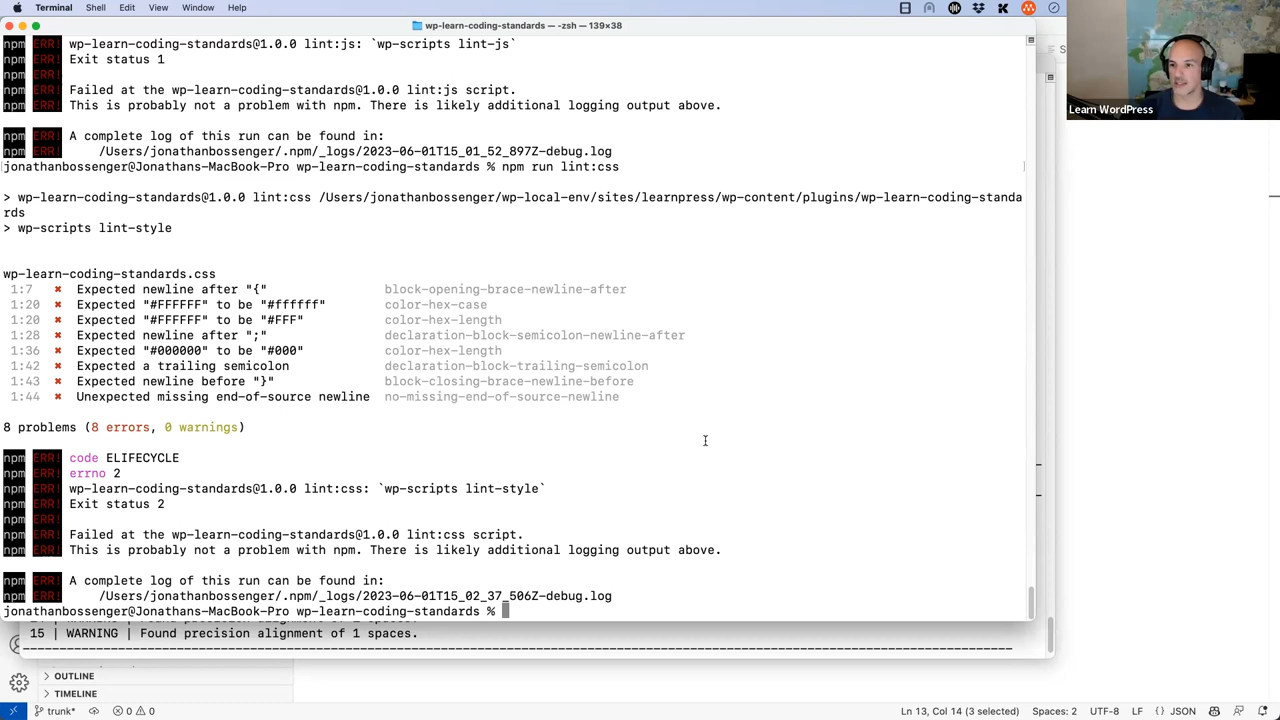 Terminal Shell Edit View Window Help
wp-learn-coding-standards — -zsh — 139×38
npm ERR! wp-learn-coding-standards@1.0.0 lint:js: `wp-scripts lint-js`
npm ERR! Exit status 1
npm ERR!
npm ERR! Failed at the wp-learn-coding-standards@1.0.0 lint:js script.
npm ERR! This is probably not a problem with npm. There is likely additional logging output above.
npm ERR! A complete log of this run can be found in:
npm ERR!     /Users/jonathanbossenger/.npm/_logs/2023-06-01T15_01_52_897Z-debug.log
jonathanbossenger@Jonathans-MacBook-Pro wp-learn-coding-standards % npm run lint:css
> wp-learn-coding-standards@1.0.0 lint:css /Users/jonathanbossenger/wp-local-env/sites/learnpress/wp-content/plugins/wp-learn-coding-standa
rds
> wp-scripts lint-style
wp-learn-coding-standards.css
1:7 ✖ Expected newline after "{" block-opening-brace-newline-after
1:20 ✖ Expected "#FFFFFF" to be "#ffffff" color-hex-case
1:20 ✖ Expected "#FFFFFF" to be "#FFF" color-hex-length
1:28 ✖ Expected newline after ";" declaration-block-semicolon-newline-after
1:36 ✖ Expected "#000000" to be "#000" color-hex-length
1:42 ✖ Expected a trailing semicolon declaration-block-trailing-semicolon
1:43 ✖ Expected newline before "}" block-closing-brace-newline-before
1:44 ✖ Unexpected missing end-of-source newline no-missing-end-of-source-newline
8 problems (8 errors, 0 warnings)
npm ERR! code ELIFECYCLE
npm ERR! errno 2
npm ERR! wp-learn-coding-standards@1.0.0 lint:css: `wp-scripts lint-style`
npm ERR! Exit status 2
npm ERR!
npm ERR! Failed at the wp-learn-coding-standards@1.0.0 lint:css script.
npm ERR! This is probably not a problem with npm. There is likely additional logging output above.
npm ERR! A complete log of this run can be found in:
npm ERR!     /Users/jonathanbossenger/.npm/_logs/2023-06-01T15_02_37_506Z-debug.log
jonathanbossenger@Jonathans-MacBook-Pro wp-learn-coding-standards %
15 | WARNING | Found precision alignment of 1 spaces.
OUTLINE
TIMELINE
trunk* 0 0 Ln 13, Col 14 (3 selected) Spaces: 2 UTF-8 LF {} JSON
Learn WordPress